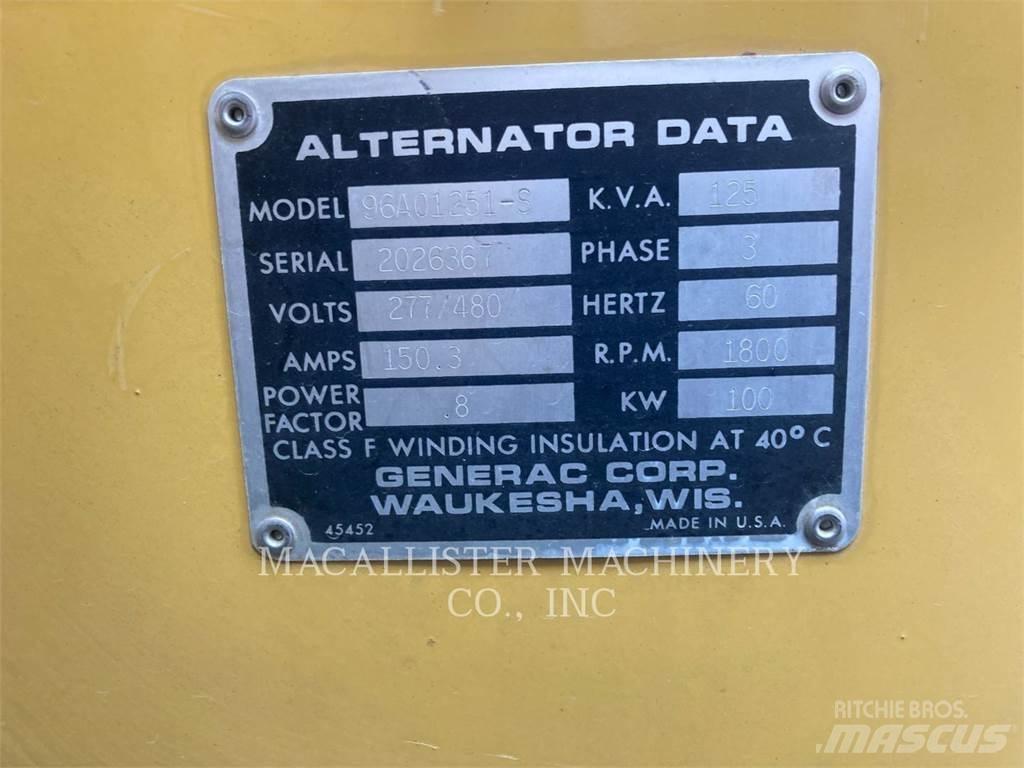 ALTERNATOR DATA
MODEL 96A01251-S K.V.A. 125
SERIAL 2026367 PHASE 3
VOLTS 277/480 HERTZ 60
AMPS 150.3 R.P.M. 1800
POWER FACTOR .8 KW 100
CLASS F WINDING INSULATION AT 40° C
GENERAC CORP.
WAUKESHA, WIS.
45452 MADE IN U.S.A.
MACALLISTER MACHINERY
CO., INC
RITCHIE BROS.
MASCUS